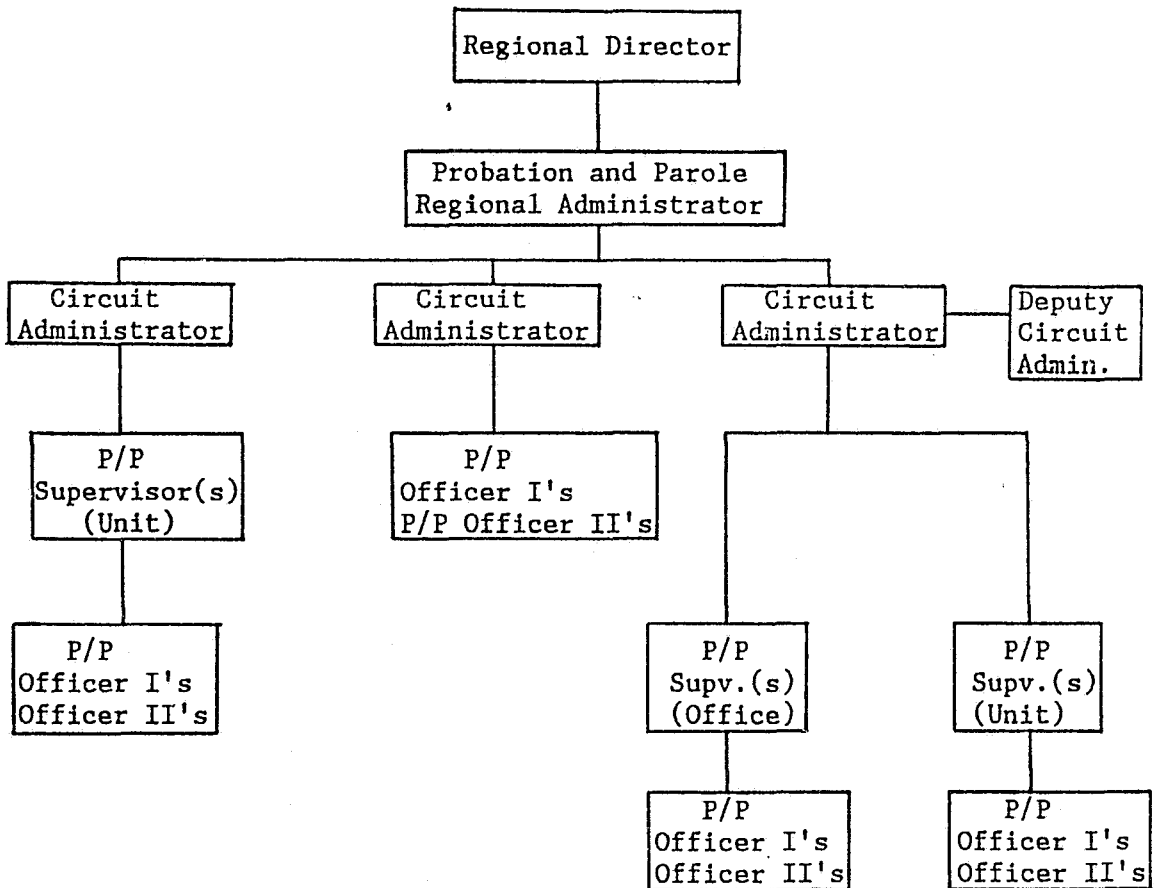 Regional Director
Probation and Parole
Regional Administrator
Circuit
Administrator
Circuit
Administrator
Circuit
Administrator
Deputy
Circuit
Admin.
P/P
Supervisor(s)
(Unit)
P/P
Officer I's
P/P Officer II's
P/P
Officer I's
Officer II's
P/P
Supv.(s)
(Office)
P/P
Supv.(s)
(Unit)
P/P
Officer I's
Officer II's
P/P
Officer I's
Officer II's